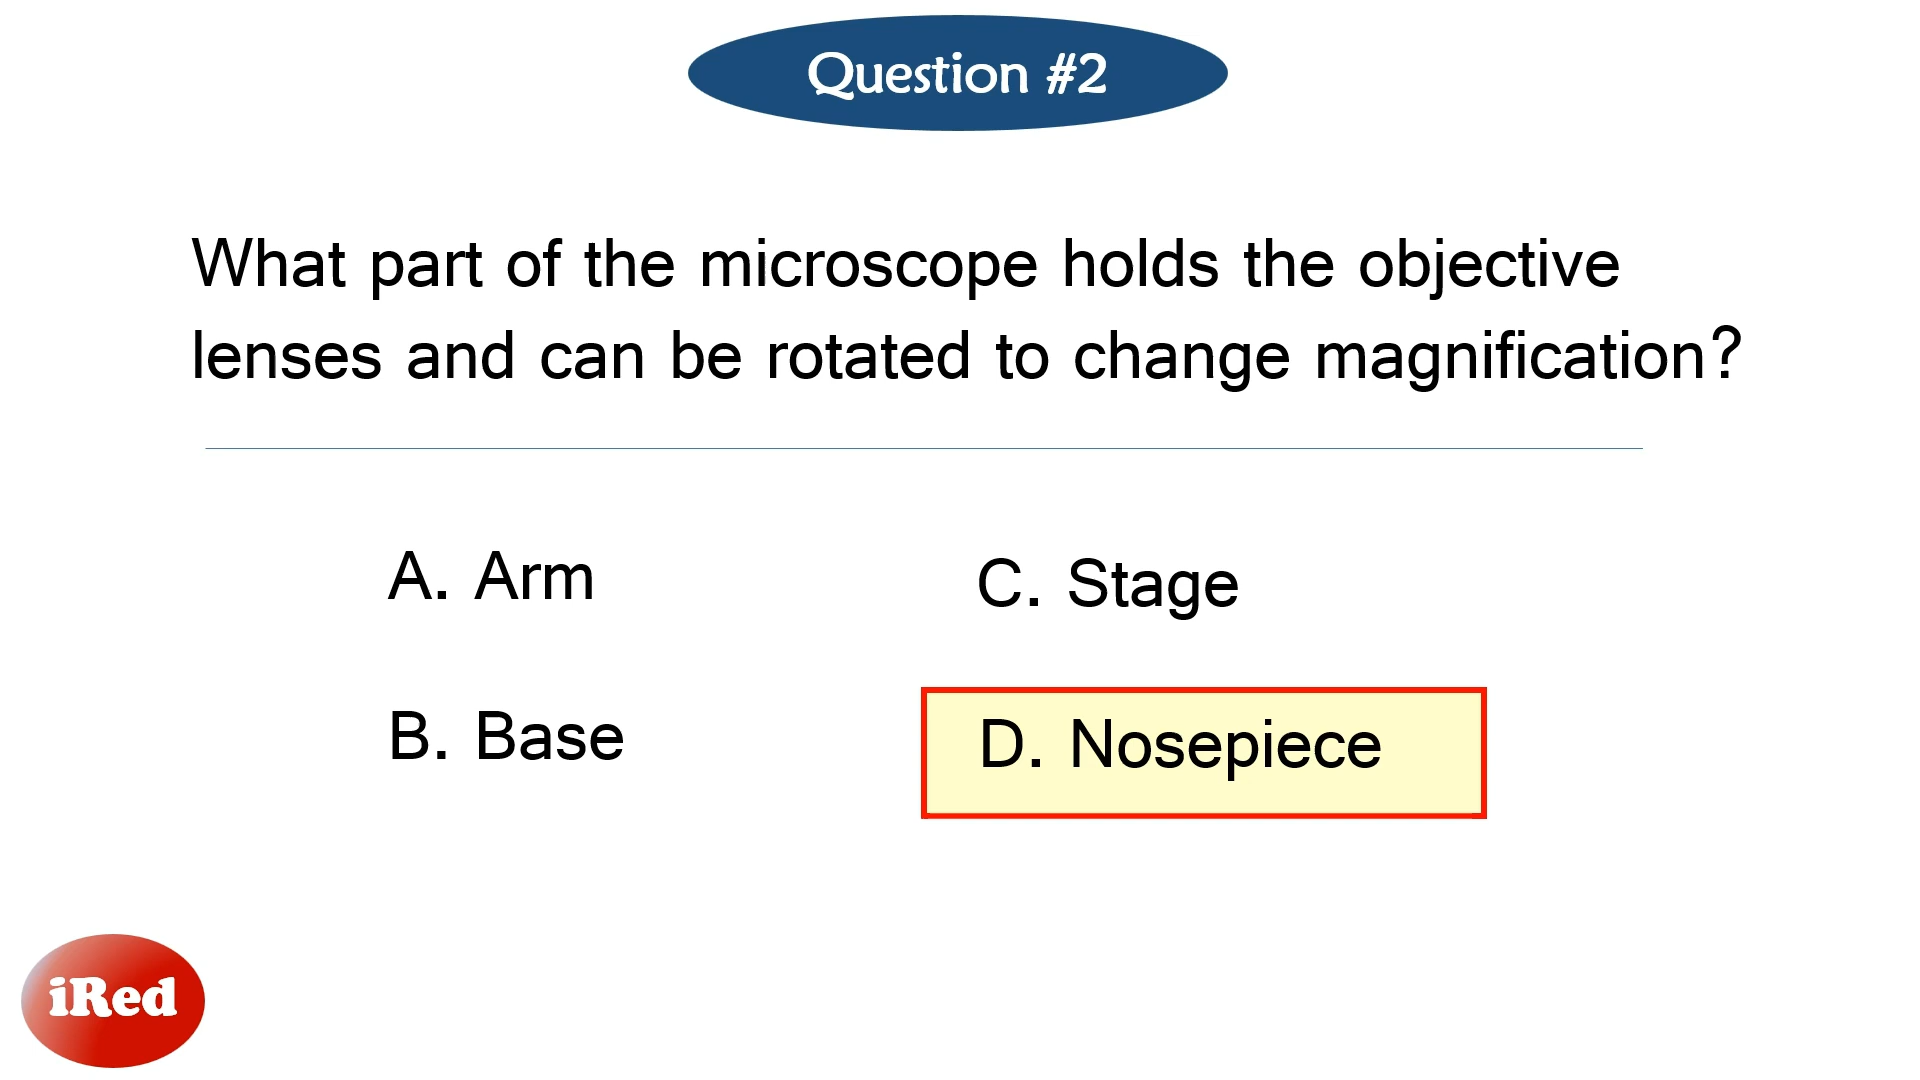 Question #2
What part of the microscope holds the objective
lenses and can be rotated to change magnification?
A. Arm
B. Base
C. Stage
D. Nosepiece
iRed